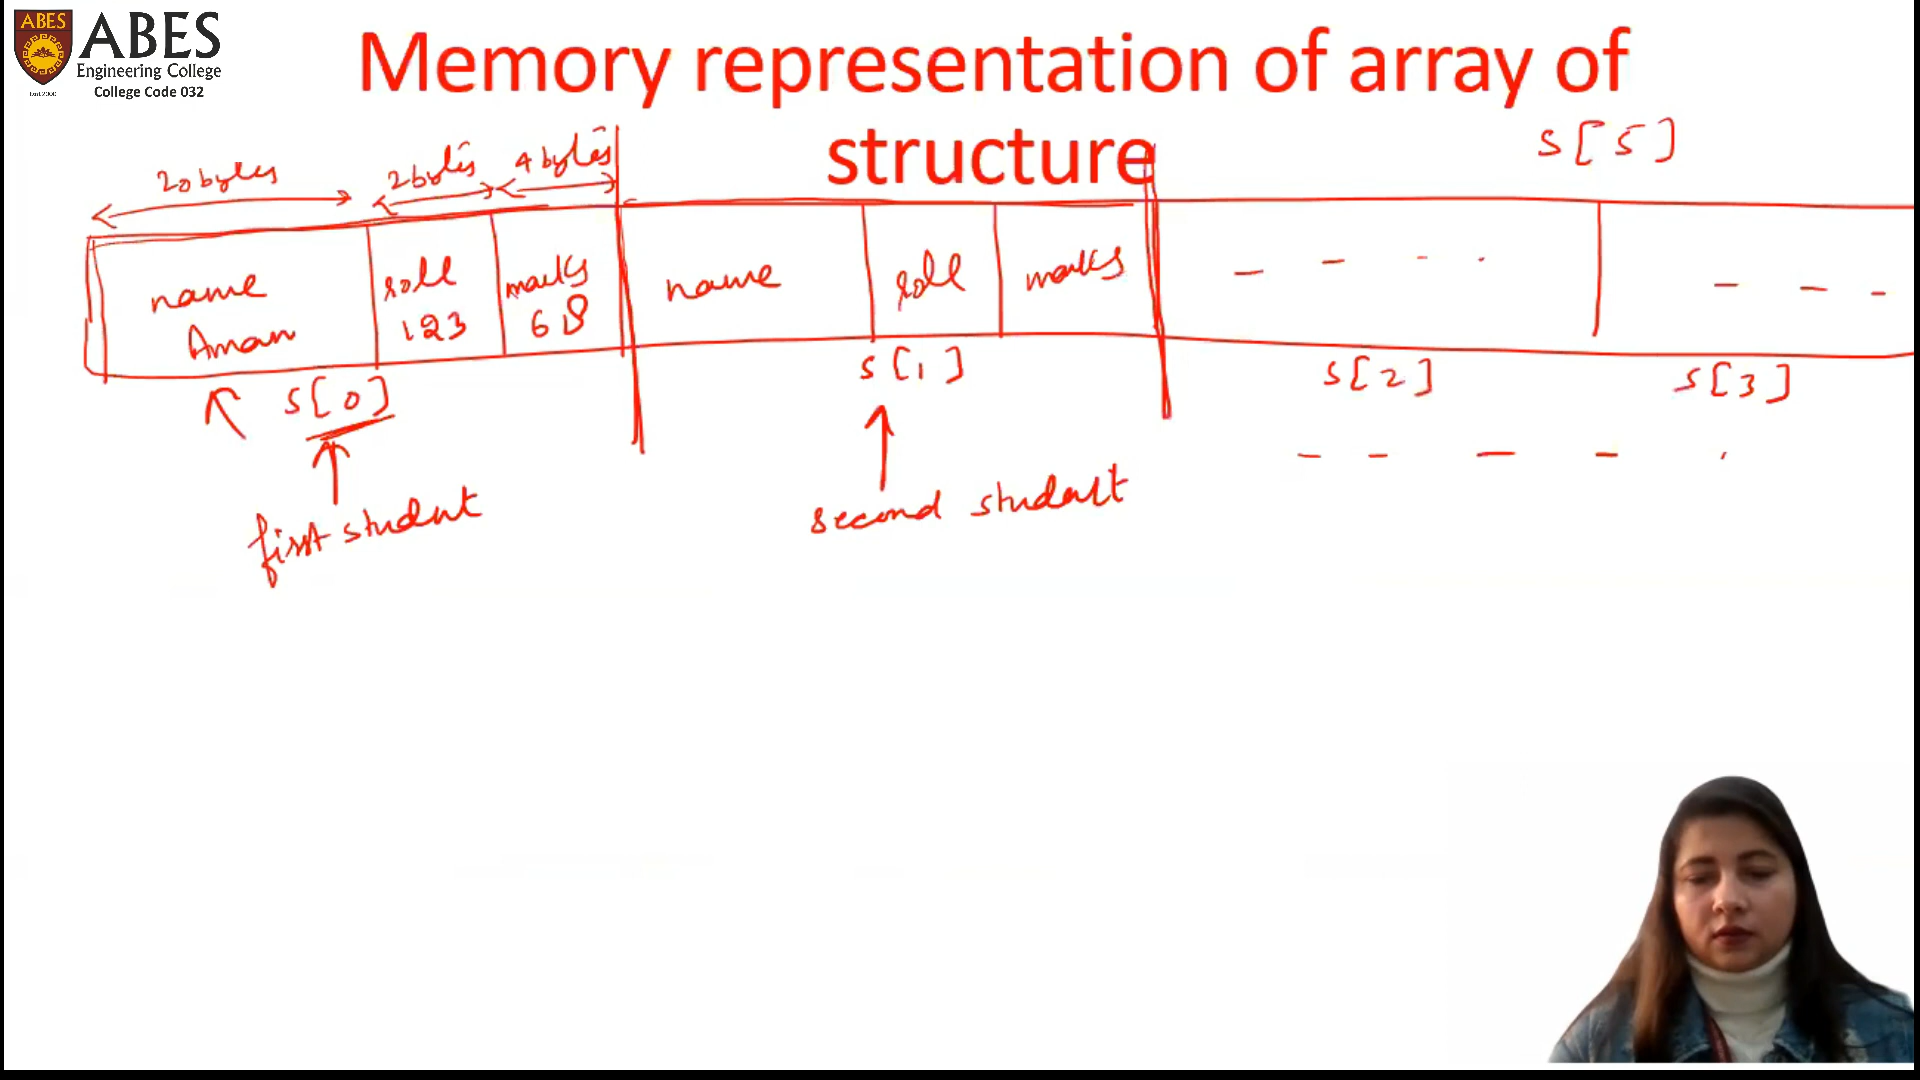 ABES
ABES
Engineering College
College Code 032
Memory representation of array of
structure
s[5]
20 bytes 2 bytes 4 bytes
name roll marks name roll marks
Aman 123 68
s[0] s[1] s[2] s[3]
first student second student